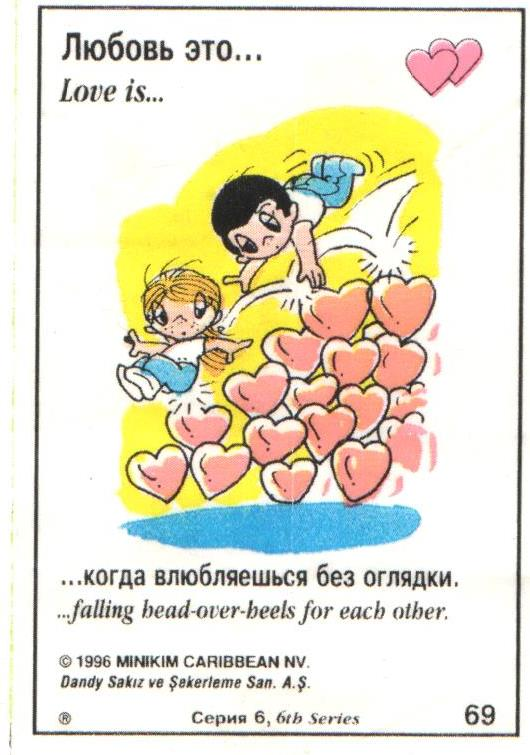 Любовь это...
Love is...
...когда влюбляешься без оглядки.
...falling head-over-heels for each other.
© 1996 MINIKIM CARIBBEAN NV.
Dandy Sakız ve Şekerleme San. A.Ş.
® Серия 6, 6th Series 69